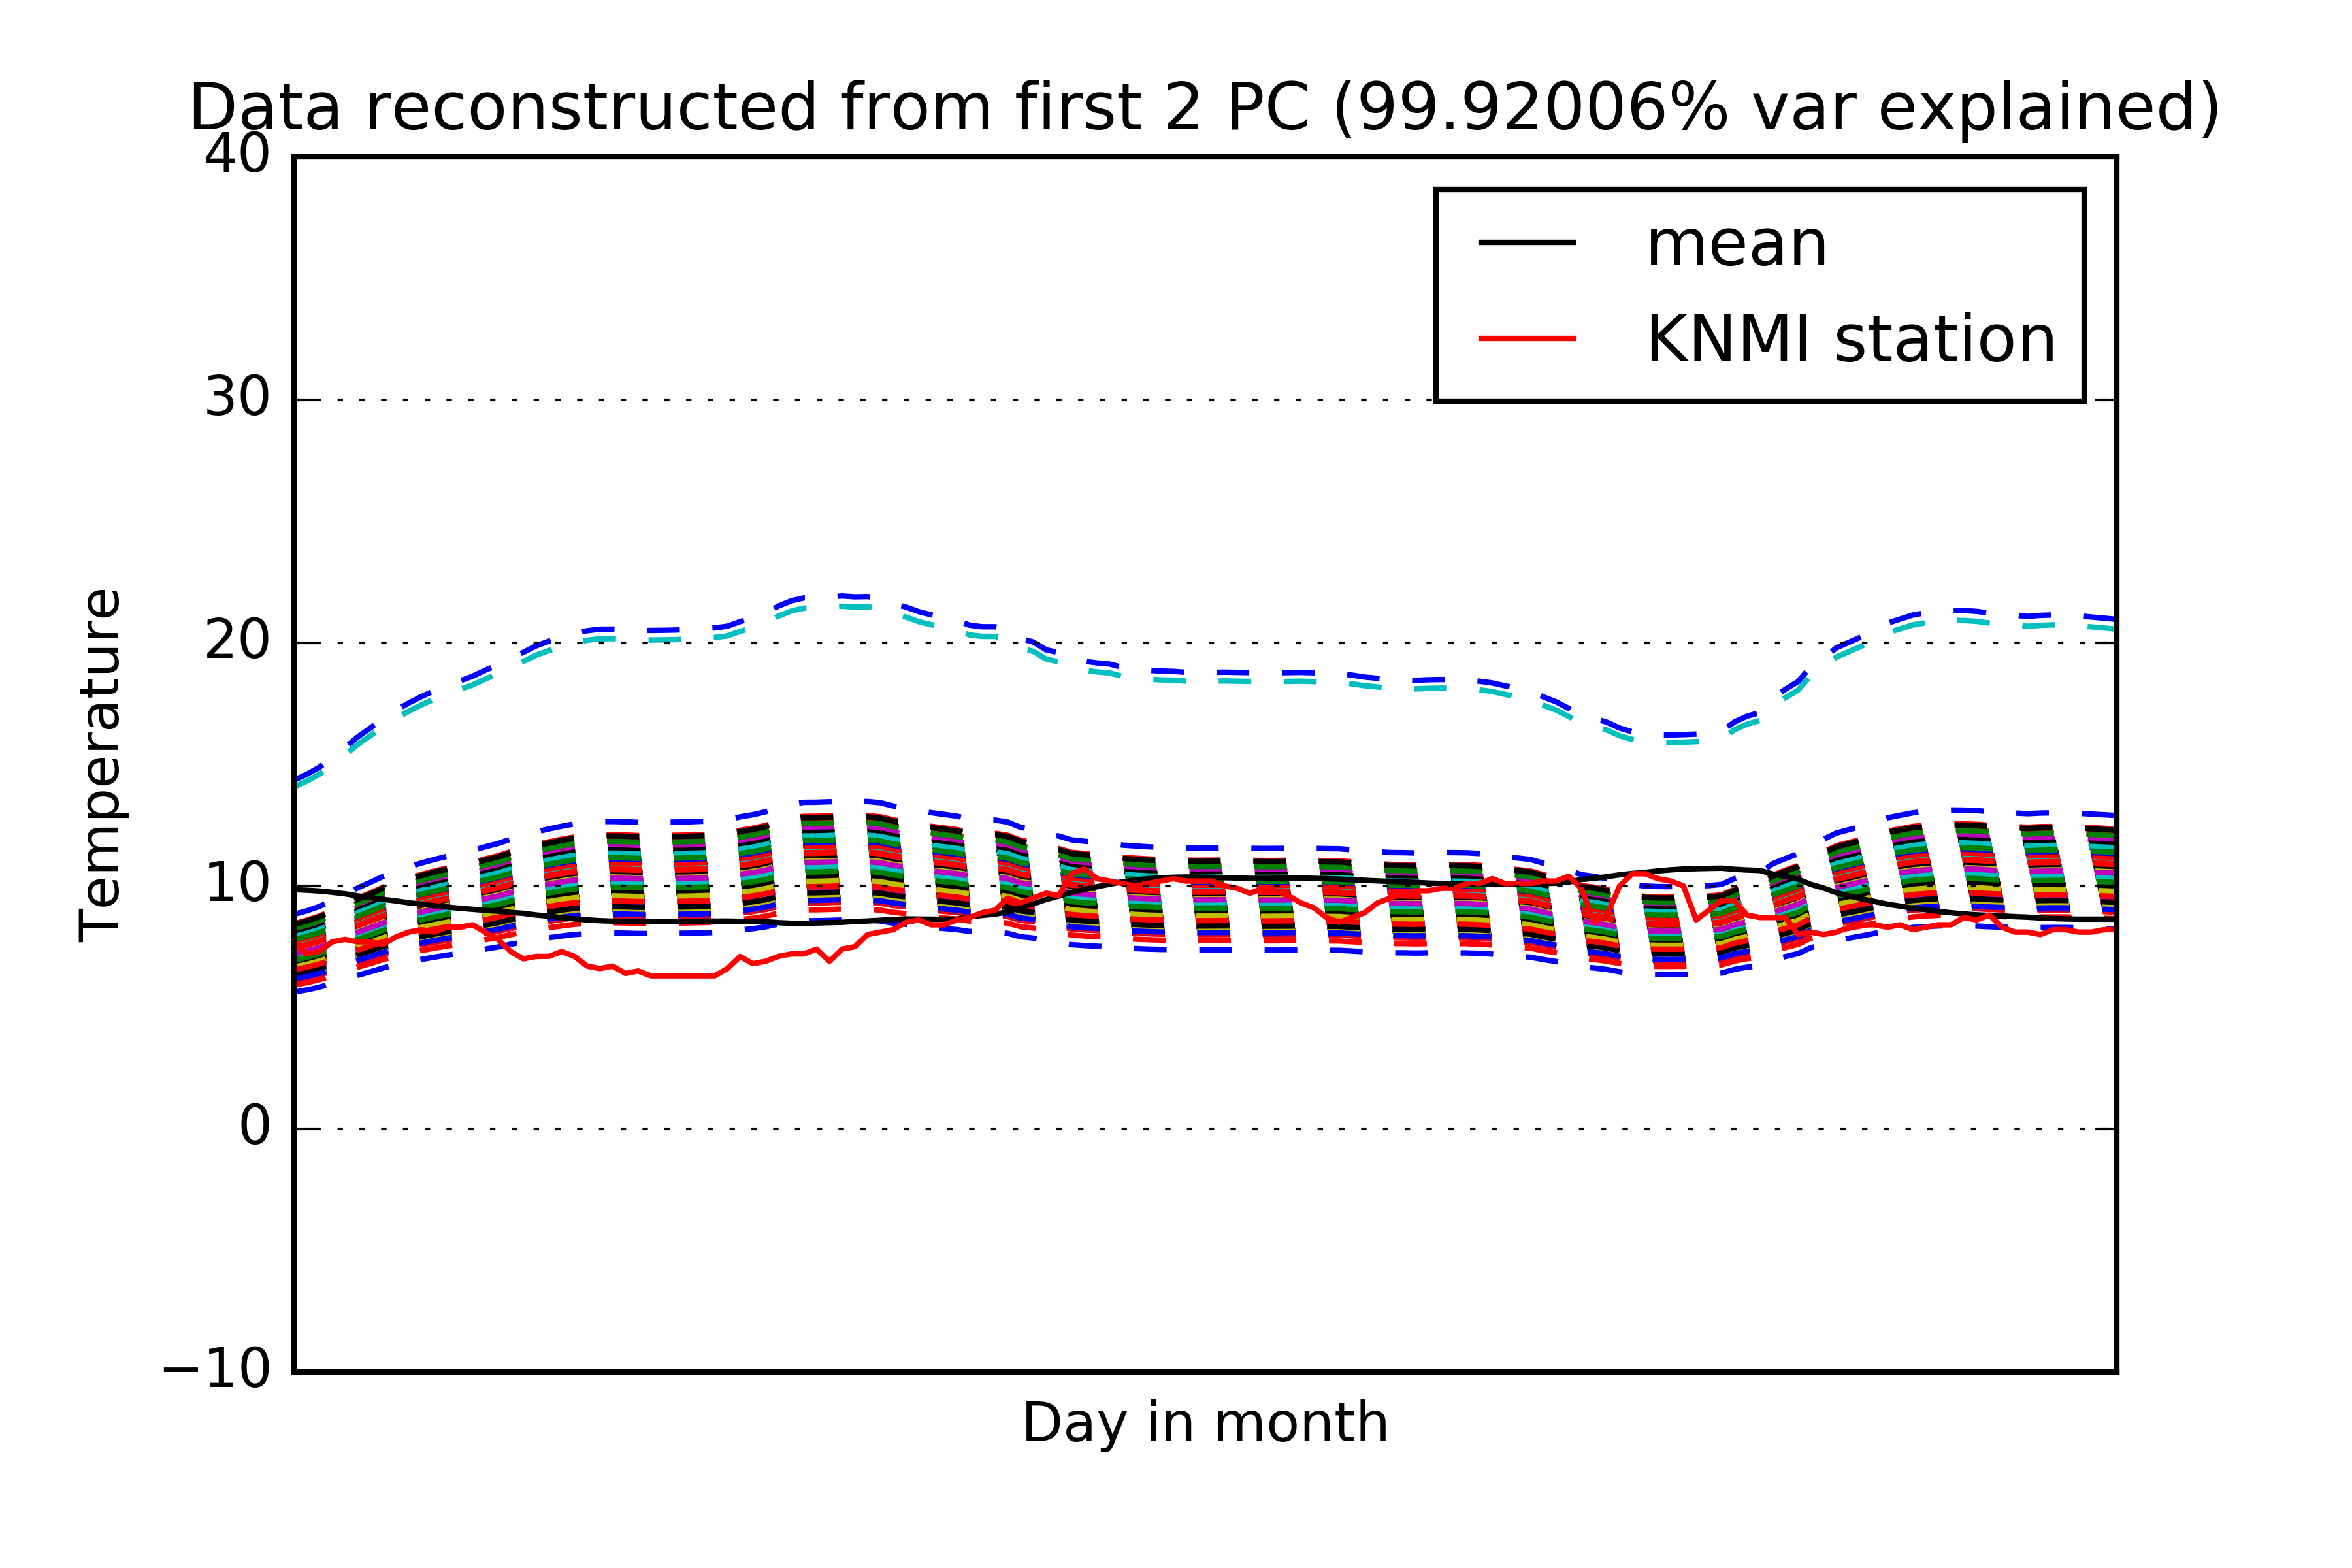 Data reconstructed from first 2 PC (99.92006% var explained)
40
30
20
10
0
−10
Temperature
Day in month
mean
KNMI station